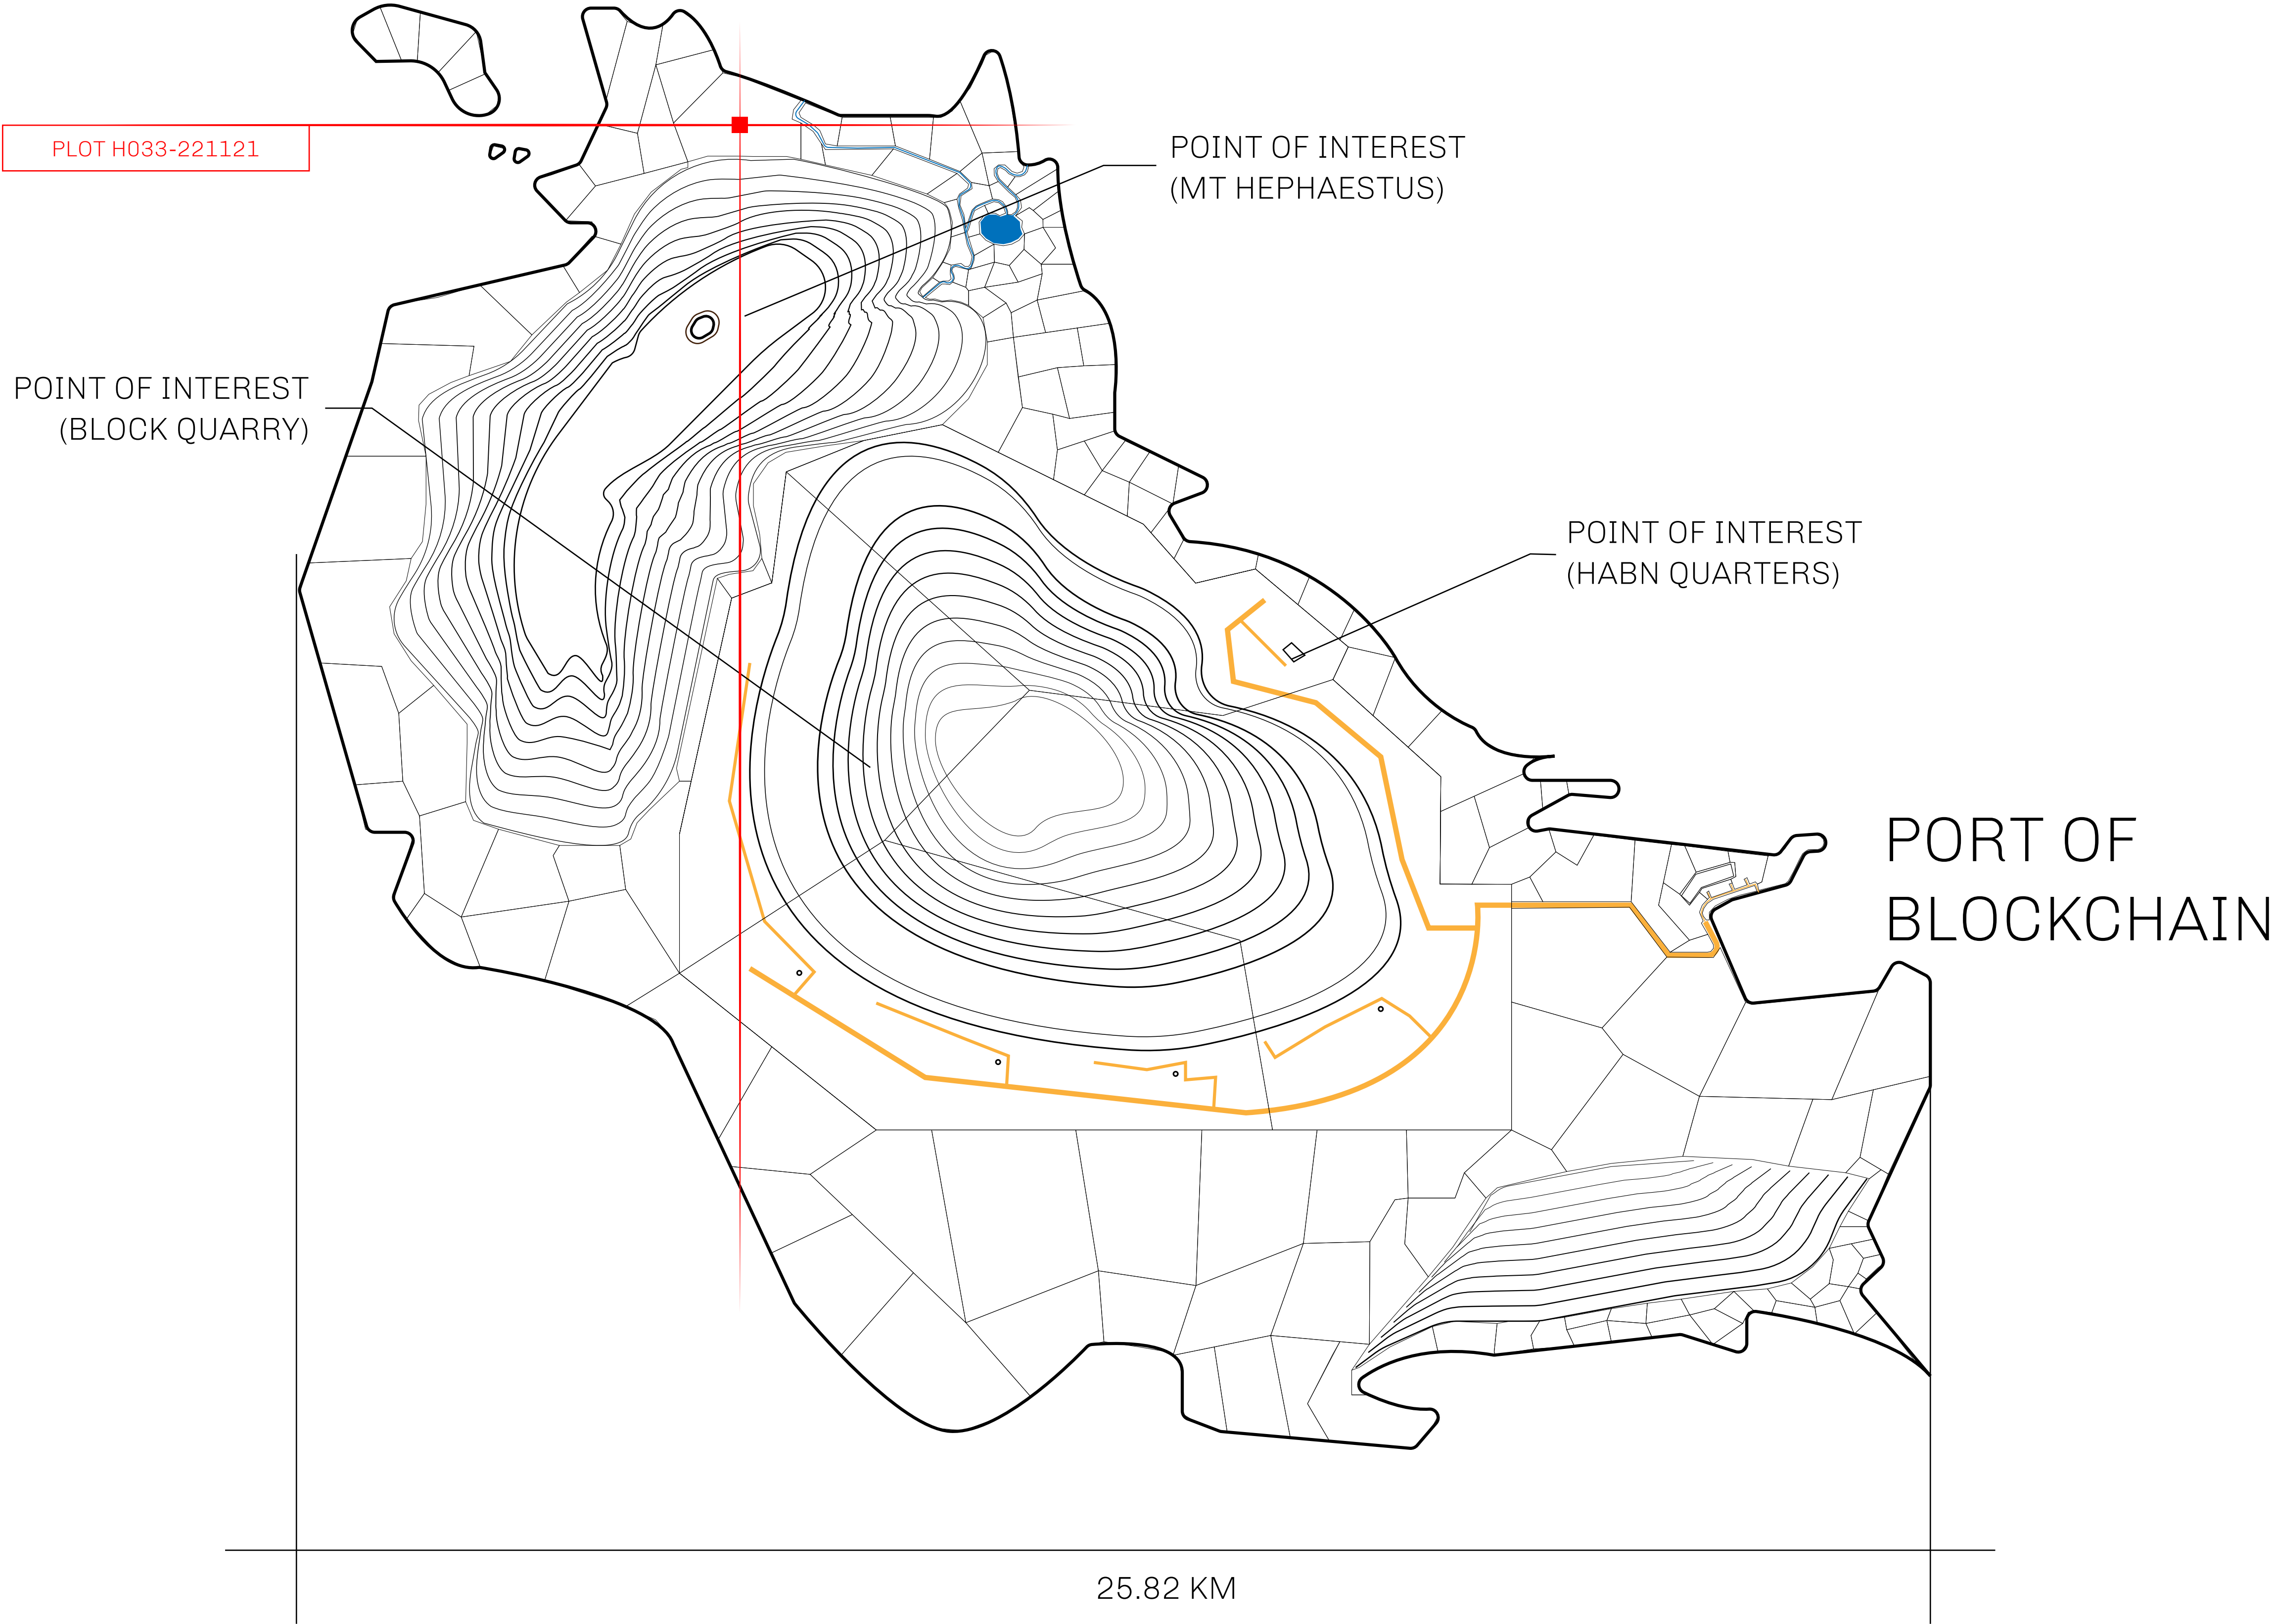 PLOT H033-221121
POINT OF INTEREST
(MT HEPHAESTUS)
POINT OF INTEREST
(BLOCK QUARRY)
POINT OF INTEREST
(HABN QUARTERS)
PORT OF
BLOCKCHAIN
25.82 KM